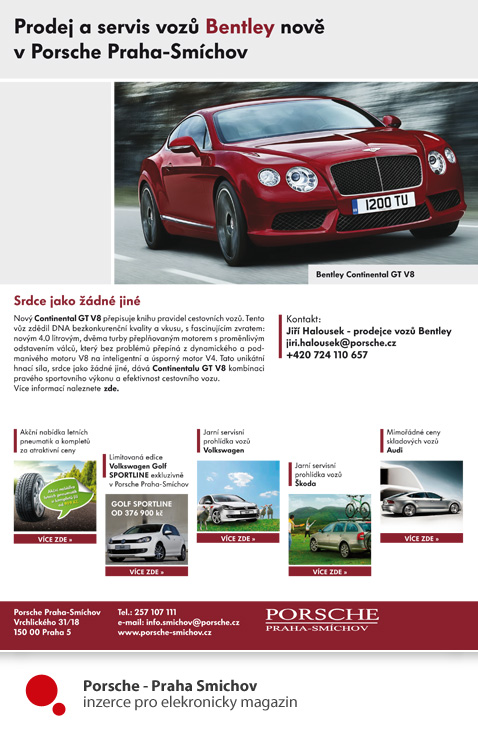 Prodej a servis vozů Bentley nově
v Porsche Praha-Smíchov
1200 TU
Bentley Continental GT V8
Srdce jako žádné jiné
Nový Continental GT V8 přepisuje knihu pravidel cestovních vozů. Tento
vůz zdědil DNA bezkonkurenční kvality a vkusu, s fascinujícím zvratem:
novým 4.0 litrovým, dvěma turby přeplňovaným motorem s proměnlivým
odstavením válců, který bez problémů přepíná z dynamického a pod-
manivého motoru V8 na inteligentní a úsporný motor V4. Tato unikátní
hnací síla, srdce jako žádné jiné, dává Continentalu GT V8 kombinaci
pravého sportovního výkonu a efektivnost cestovního vozu.
Více informací naleznete zde.
Kontakt:
Jiří Halousek - prodejce vozů Bentley
jiri.halousek@porsche.cz
+420 724 110 657
Akční nabídka letních
pneumatik a kompletů
za atraktivní ceny
VÍCE ZDE »
Limitovaná edice
Volkswagen Golf
SPORTLINE exkluzivně
v Porsche Praha-Smíchov
GOLF SPORTLINE
OD 376 900 kč
VÍCE ZDE »
Jarní servisní
prohlídka vozů
Volkswagen
VÍCE ZDE »
Jarní servisní
prohlídka vozů
Škoda
VÍCE ZDE »
Mimořádné ceny
skladových vozů
Audi
VÍCE ZDE »
Porsche Praha-Smíchov
Vrchlického 31/18
150 00 Praha 5
Tel.: 257 107 111
e-mail: info.smichov@porsche.cz
www.porsche-smichov.cz
PORSCHE
PRAHA-SMÍCHOV
Porsche - Praha Smichov
inzerce pro elekronicky magazin